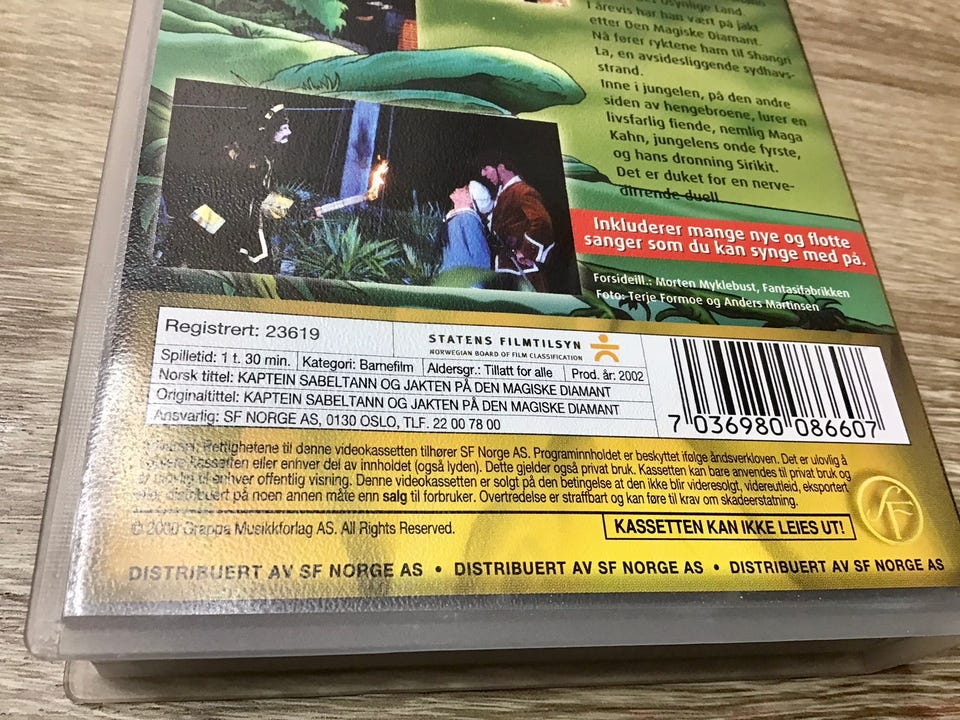 Usynlige Land
I årevis har han vært på jakt
etter Den Magiske Diamant.
Nå fører ryktene ham til Shangri
La, en avsidesliggende sydhavs-
strand.
Inne i jungelen, på den andre
siden av hengebroene, lurer en
livsfarlig fiende, nemlig Maga
Kahn, jungelens onde fyrste,
og hans dronning Sirikit.
Det er duket for en nerve-
dirrende duell
Inkluderer mange nye og flotte
sanger som du kan synge med på.
Forsideill.: Morten Myklebust, Fantasifabrikken
Foto: Terje Formoe og Anders Martinsen
Registrert: 23619
STATENS FILMTILSYN
NORWEGIAN BOARD OF FILM CLASSIFICATION
Spilletid: 1 t. 30 min. Kategori: Barnefilm Aldersgr.: Tillatt for alle Prod. år: 2002
Norsk tittel: KAPTEIN SABELTANN OG JAKTEN PÅ DEN MAGISKE DIAMANT
Originaltittel: KAPTEIN SABELTANN OG JAKTEN PÅ DEN MAGISKE DIAMANT
Ansvarlig: SF NORGE AS, 0130 OSLO, TLF. 22 00 78 00
7 036980 086607
Rettighetene til denne videokassetten tilhører SF Norge AS. Programinnholdet er beskyttet ifølge åndsverkloven. Det er ulovlig å
kassetten eller enhver del av innholdet (også lyden). Dette gjelder også privat bruk. Kassetten kan bare anvendes til privat bruk og
til enhver offentlig visning. Denne videokassetten er solgt på den betingelse at den ikke blir videresolgt, videreutleid, eksportert
distribuert på noen annen måte enn salg til forbruker. Overtredelse er straffbart og kan føre til krav om skadeerstatning.
© 2000 Grappa Musikkforlag AS. All Rights Reserved.
KASSETTEN KAN IKKE LEIES UT!
SF
DISTRIBUERT AV SF NORGE AS • DISTRIBUERT AV SF NORGE AS • DISTRIBUERT AV SF NORGE AS